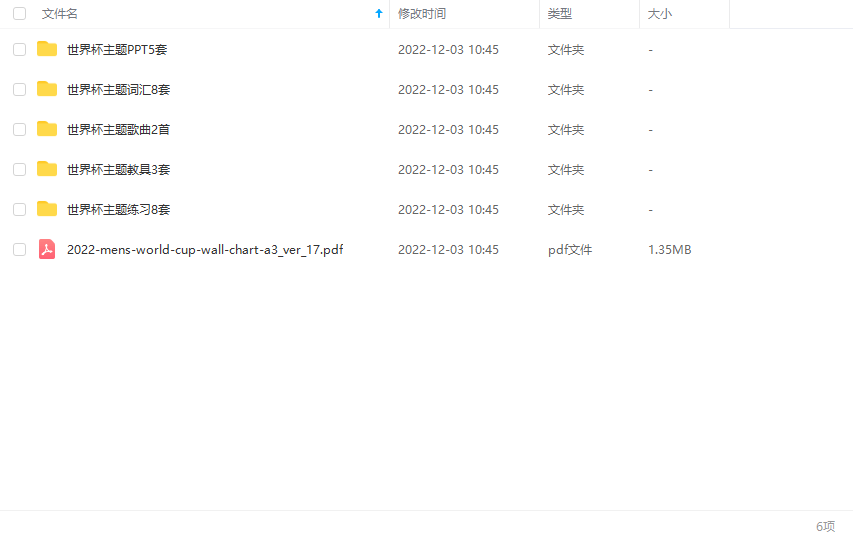 文件名 修改时间 类型 大小
世界杯主题PPT5套 2022-12-03 10:45 文件夹 -
世界杯主题词汇8套 2022-12-03 10:45 文件夹 -
世界杯主题歌曲2首 2022-12-03 10:45 文件夹 -
世界杯主题教具3套 2022-12-03 10:45 文件夹 -
世界杯主题练习8套 2022-12-03 10:45 文件夹 -
2022-mens-world-cup-wall-chart-a3_ver_17.pdf 2022-12-03 10:45 pdf文件 1.35MB
6项